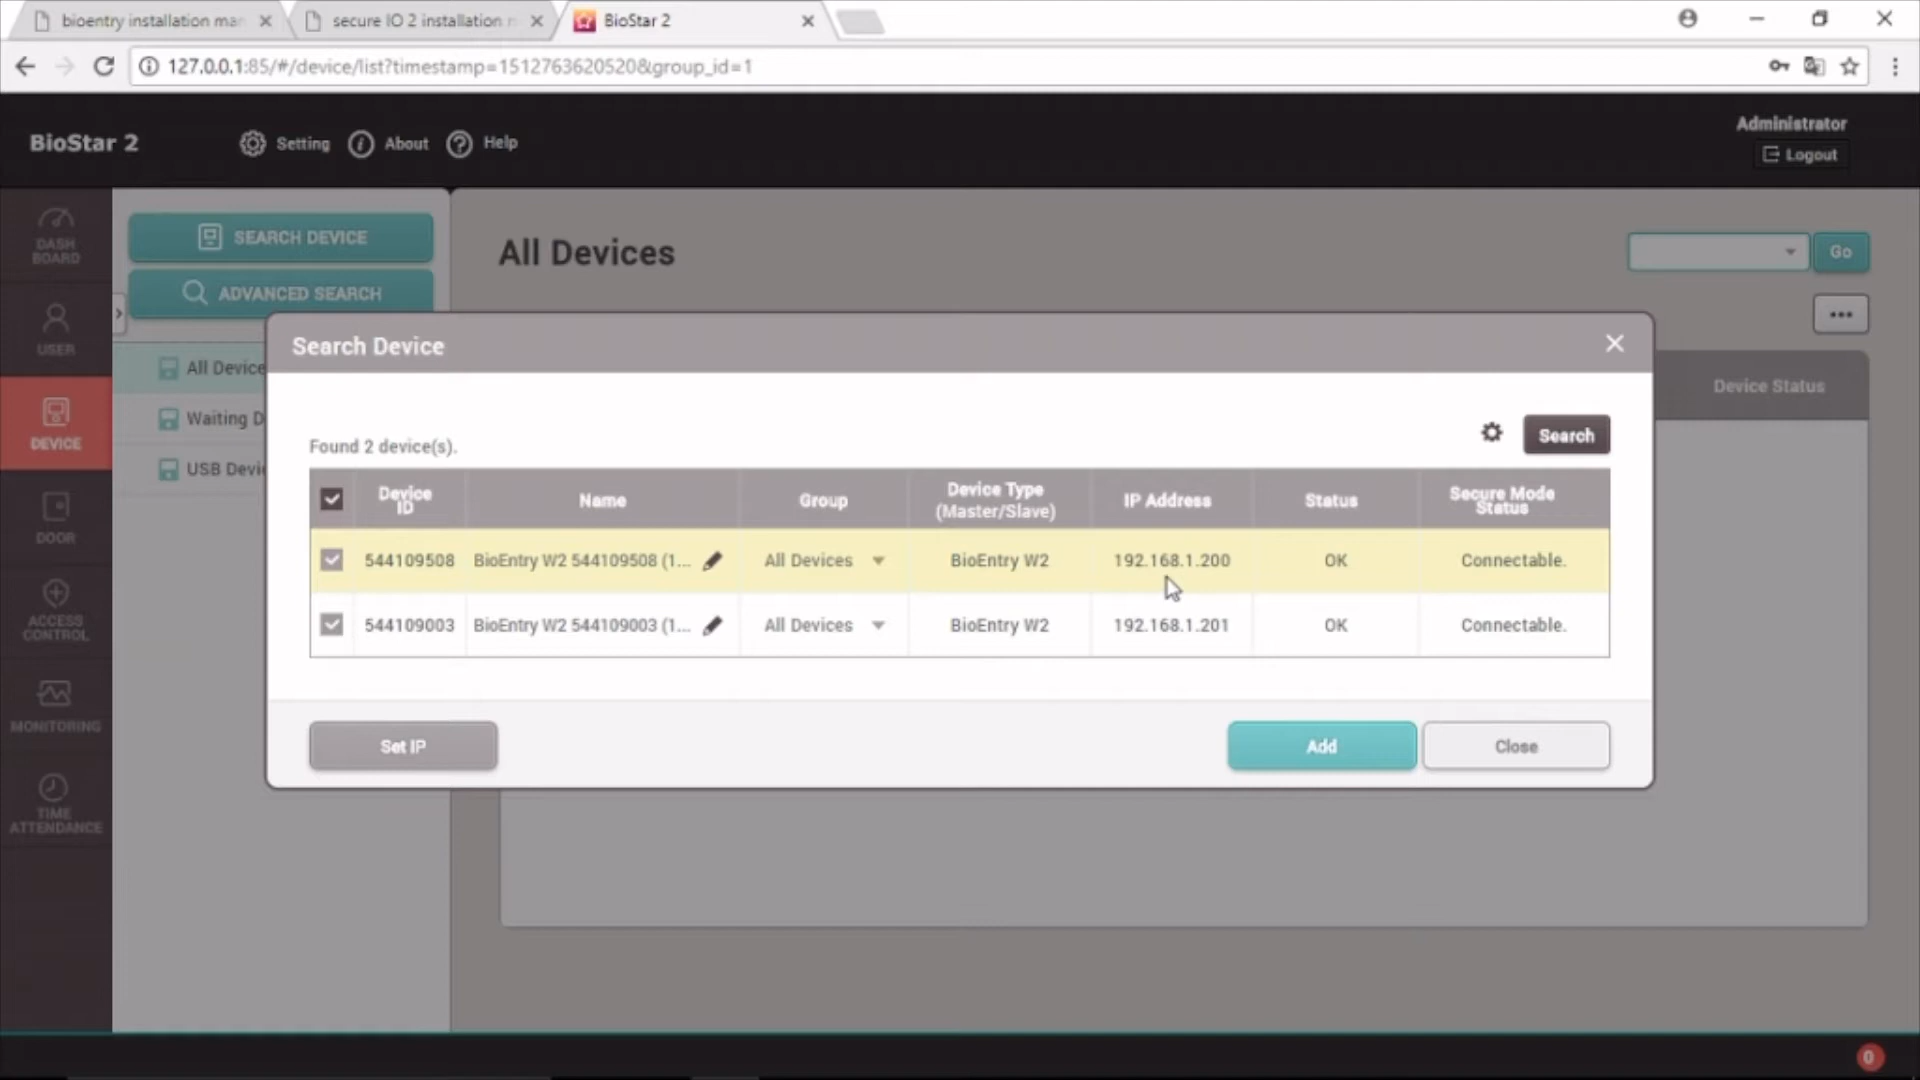 bioentry installation mar
secure IO 2 installation
BioStar 2
127.0.0.1:85/#/device/list?timestamp=1512763620520&group_id=1
BioStar 2
Setting
About
Help
Administrator
Logout
DASH
BOARD
USER
DEVICE
DOOR
ACCESS
CONTROL
MONITORING
TIME
ATTENDANCE
SEARCH DEVICE
ADVANCED SEARCH
All Device
Waiting D
USB Devi
All Devices
Go
Device Status
Search Device
Found 2 device(s).
Search
Device ID Name Group Device Type (Master/Slave) IP Address Status Secure Mode Status
544109508 BioEntry W2 544109508 (1... All Devices BioEntry W2 192.168.1.200 OK Connectable.
544109003 BioEntry W2 544109003 (1... All Devices BioEntry W2 192.168.1.201 OK Connectable.
Set IP
Add
Close
0